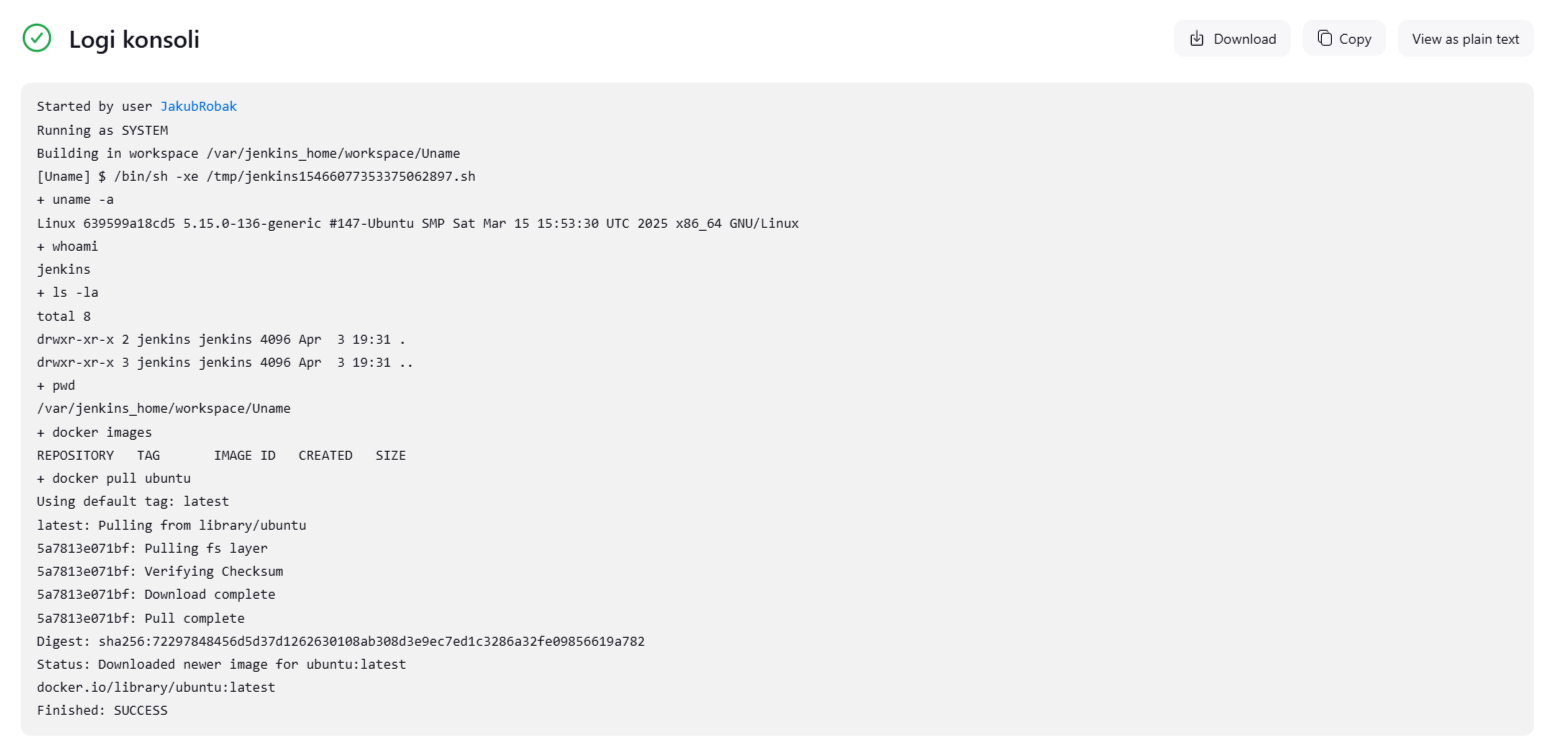 Logi konsoli
Download
Copy
View as plain text
Started by user JakubRobak
Running as SYSTEM
Building in workspace /var/jenkins_home/workspace/Uname
[Uname] $ /bin/sh -xe /tmp/jenkins15466077353375062897.sh
+ uname -a
Linux 639599a18cd5 5.15.0-136-generic #147-Ubuntu SMP Sat Mar 15 15:53:30 UTC 2025 x86_64 GNU/Linux
+ whoami
jenkins
+ ls -la
total 8
drwxr-xr-x 2 jenkins jenkins 4096 Apr  3 19:31 .
drwxr-xr-x 3 jenkins jenkins 4096 Apr  3 19:31 ..
+ pwd
/var/jenkins_home/workspace/Uname
+ docker images
REPOSITORY   TAG       IMAGE ID   CREATED   SIZE
+ docker pull ubuntu
Using default tag: latest
latest: Pulling from library/ubuntu
5a7813e071bf: Pulling fs layer
5a7813e071bf: Verifying Checksum
5a7813e071bf: Download complete
5a7813e071bf: Pull complete
Digest: sha256:72297848456d5d37d1262630108ab308d3e9ec7ed1c3286a32fe09856619a782
Status: Downloaded newer image for ubuntu:latest
docker.io/library/ubuntu:latest
Finished: SUCCESS